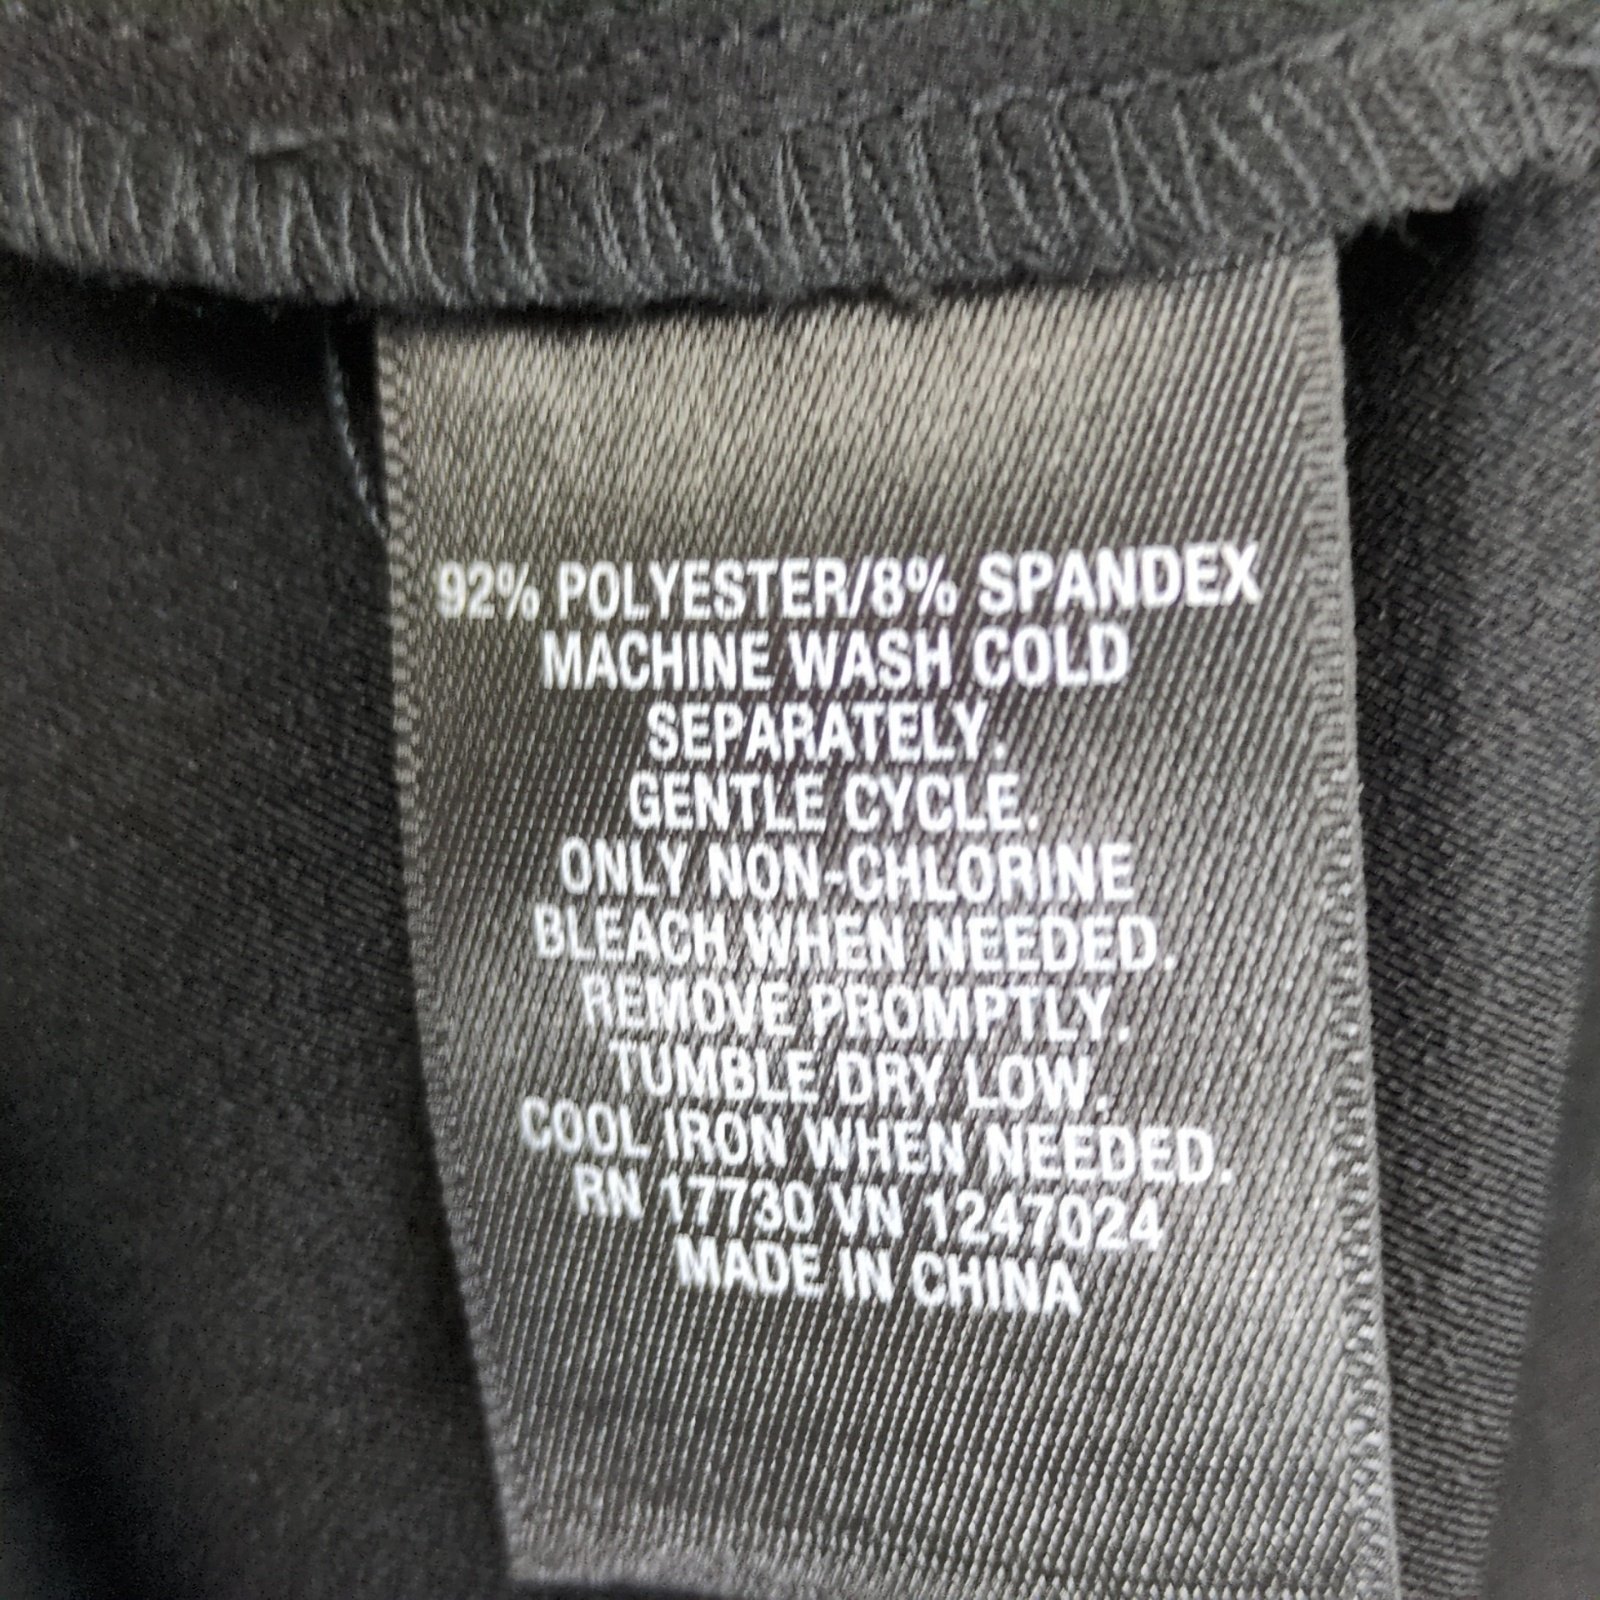 92% POLYESTER/8% SPANDEX
MACHINE WASH COLD
SEPARATELY.
GENTLE CYCLE.
ONLY NON-CHLORINE
BLEACH WHEN NEEDED.
REMOVE PROMPTLY.
TUMBLE DRY LOW.
COOL IRON WHEN NEEDED.
RN 17730 VN 1247024
MADE IN CHINA